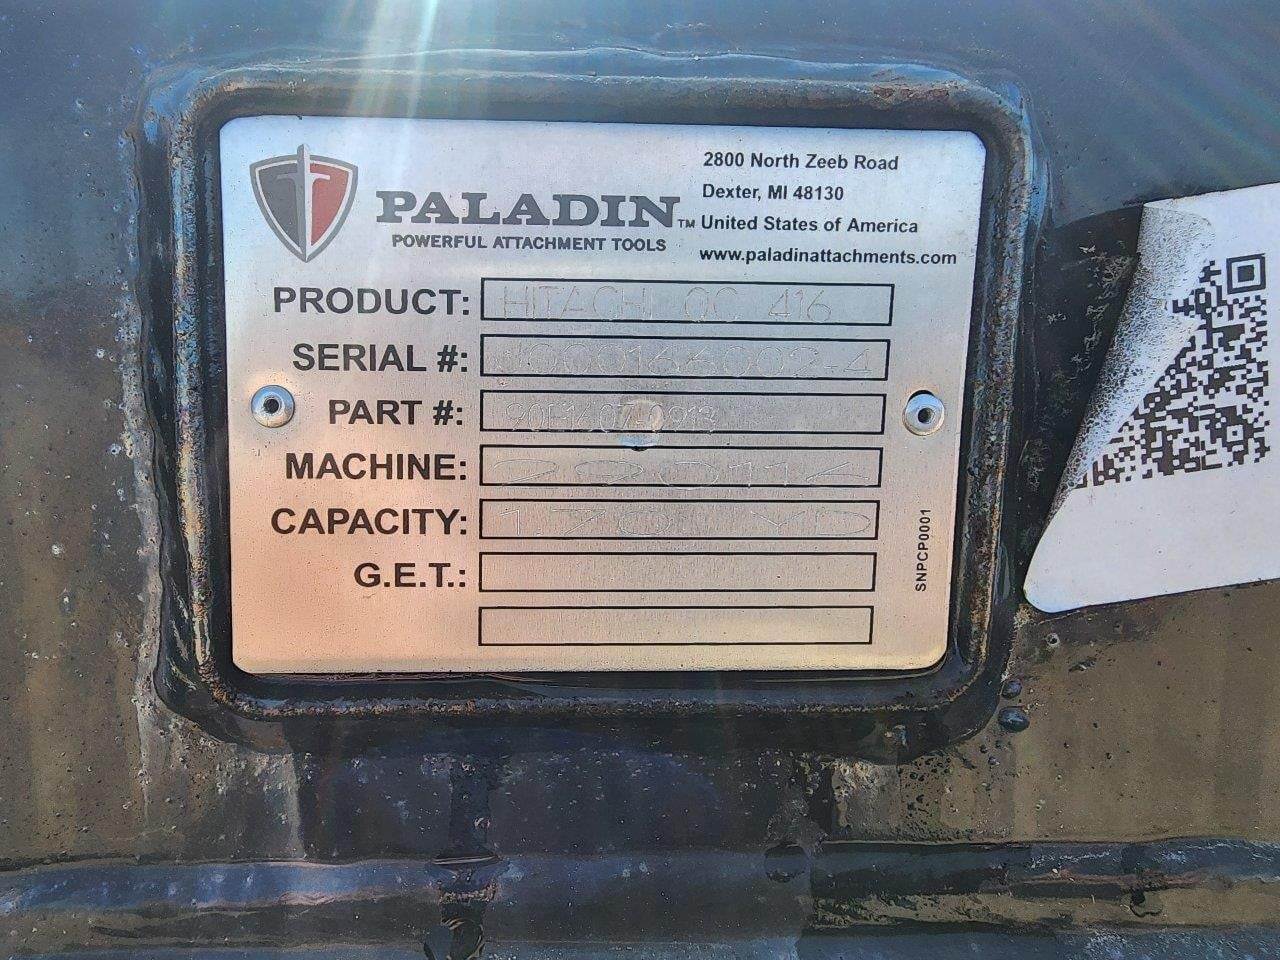 PALADIN™
POWERFUL ATTACHMENT TOOLS
2800 North Zeeb Road
Dexter, MI 48130
United States of America
www.paladinattachments.com
PRODUCT: HITACHI QC 416
SERIAL #:
PART #:
MACHINE:
CAPACITY: YD
G.E.T.:
SNPCP0001